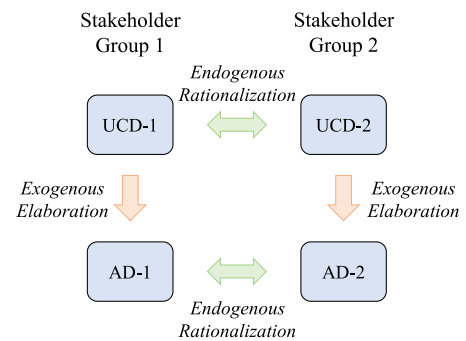 Stakeholder
Group 1
Stakeholder
Group 2
Endogenous
Rationalization
UCD-1
UCD-2
Exogenous
Elaboration
Exogenous
Elaboration
AD-1
AD-2
Endogenous
Rationalization